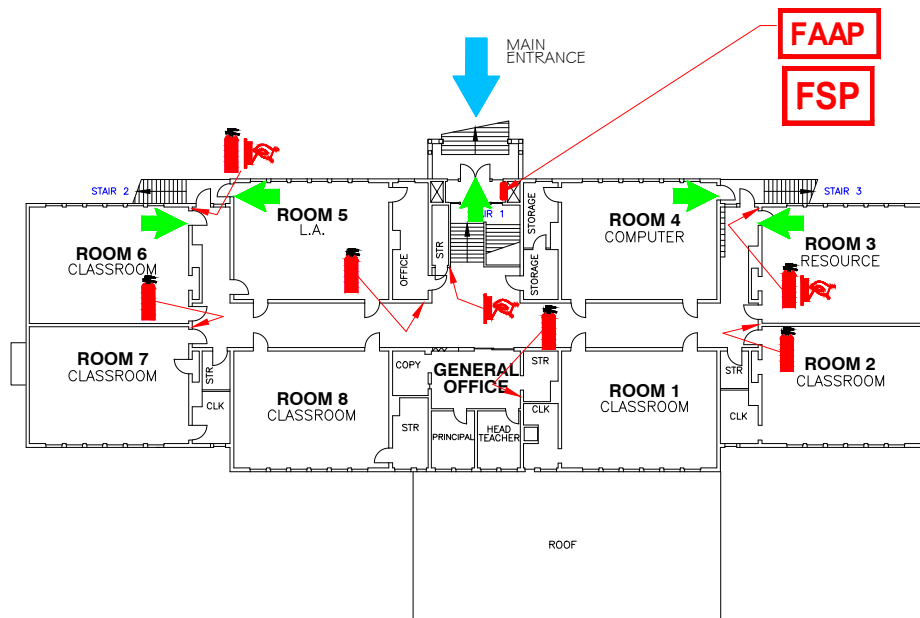 FAAP
MAIN
ENTRANCE
FSP
STAIR 2
STAIR 3
ROOM 5
L.A.
OFFICE
STR
STAIR 1
STORAGE
STORAGE
ROOM 4
COMPUTER
ROOM 6
CLASSROOM
ROOM 3
RESOURCE
ROOM 7
CLASSROOM
STR
CLK
ROOM 8
CLASSROOM
COPY
STR
GENERAL
OFFICE
PRINCIPAL
HEAD
TEACHER
STR
CLK
ROOM 1
CLASSROOM
STR
CLK
ROOM 2
CLASSROOM
ROOF